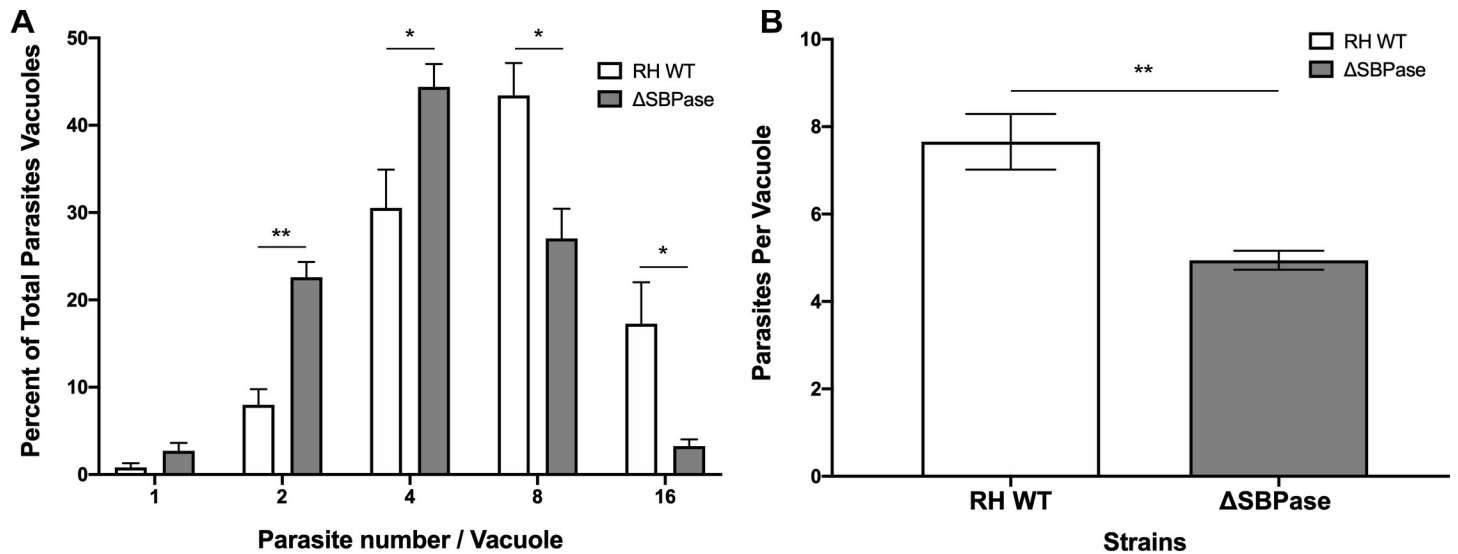 A
Percent of Total Parasites Vacuoles
50
40
30
20
10
0
RH WT
ΔSBPase
**
*
*
*
1 2 4 8 16
Parasite number / Vacuole
B
Parasites Per Vacuole
10
8
6
4
2
0
RH WT
ΔSBPase
**
RH WT ΔSBPase
Strains